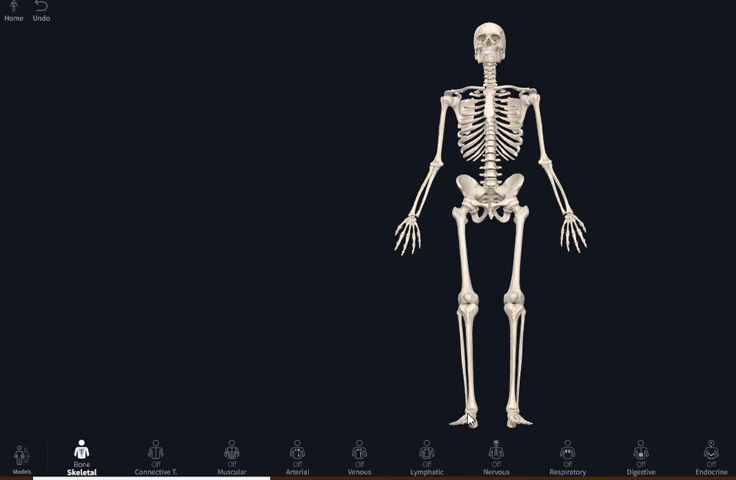 Home Undo
Bone Off Off Off Off Off Off Off Off Off
Models Skeletal Connective T. Muscular Arterial Venous Lymphatic Nervous Respiratory Digestive Endocrine